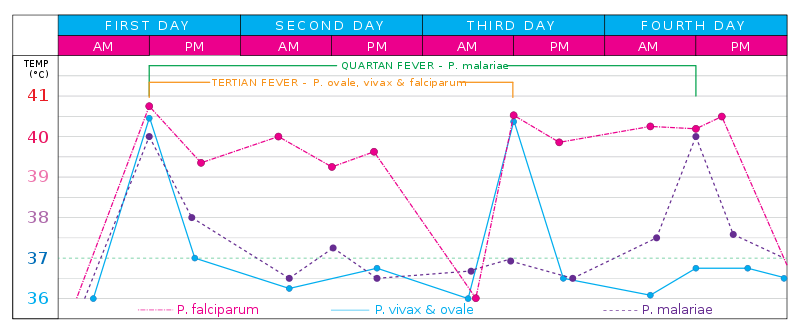 FIRST DAY SECOND DAY THIRD DAY FOURTH DAY
AM PM AM PM AM PM AM PM
TEMP
(°C)
QUARTAN FEVER - P. malariae
TERTIAN FEVER - P. ovale, vivax & falciparum
41
40
39
38
37
36
P. falciparum P. vivax & ovale P. malariae